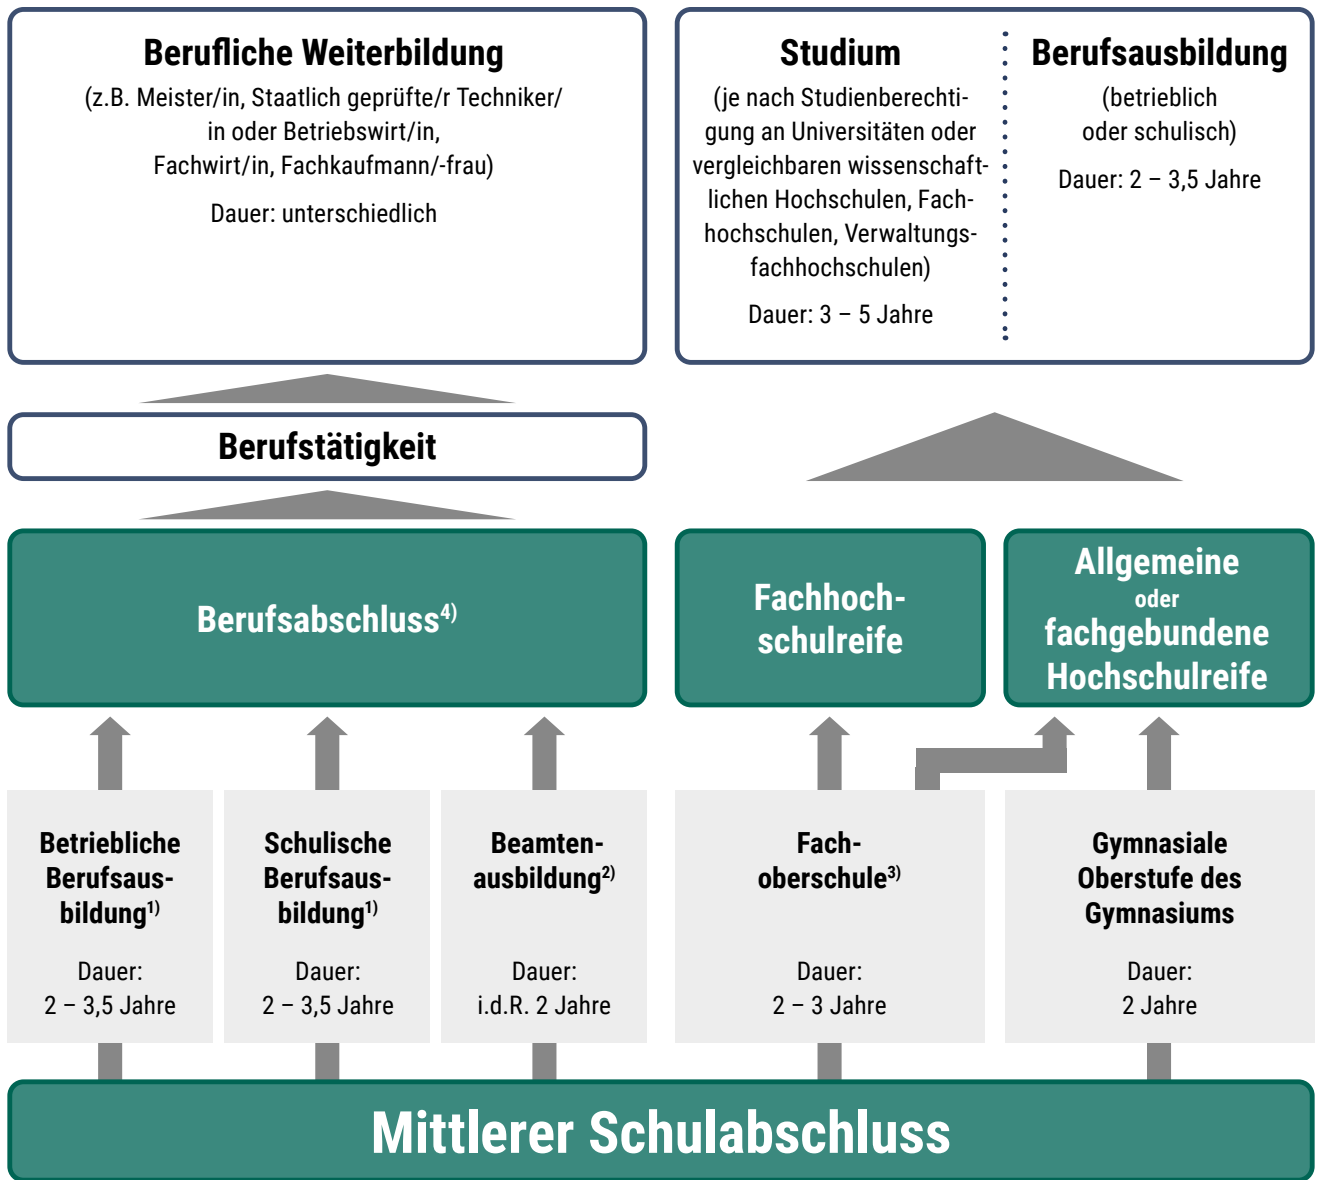 Berufliche Weiterbildung
(z.B. Meister/in, Staatlich geprüfte/r Techniker/
in oder Betriebswirt/in,
Fachwirt/in, Fachkaufmann/-frau)
Dauer: unterschiedlich
Studium
(je nach Studienberechti-
gung an Universitäten oder
vergleichbaren wissenschaft-
lichen Hochschulen, Fach-
hochschulen, Verwaltungs-
fachhochschulen)
Dauer: 3 – 5 Jahre
Berufsausbildung
(betrieblich
oder schulisch)
Dauer: 2 – 3,5 Jahre
Berufstätigkeit
Berufsabschluss4)
Fachhoch-
schulreife
Allgemeine
oder
fachgebundene
Hochschulreife
Betriebliche
Berufsaus-
bildung1)
Dauer:
2 – 3,5 Jahre
Schulische
Berufsaus-
bildung1)
Dauer:
2 – 3,5 Jahre
Beamten-
ausbildung2)
Dauer:
i.d.R. 2 Jahre
Fach-
oberschule3)
Dauer:
2 – 3 Jahre
Gymnasiale
Oberstufe des
Gymnasiums
Dauer:
2 Jahre
Mittlerer Schulabschluss